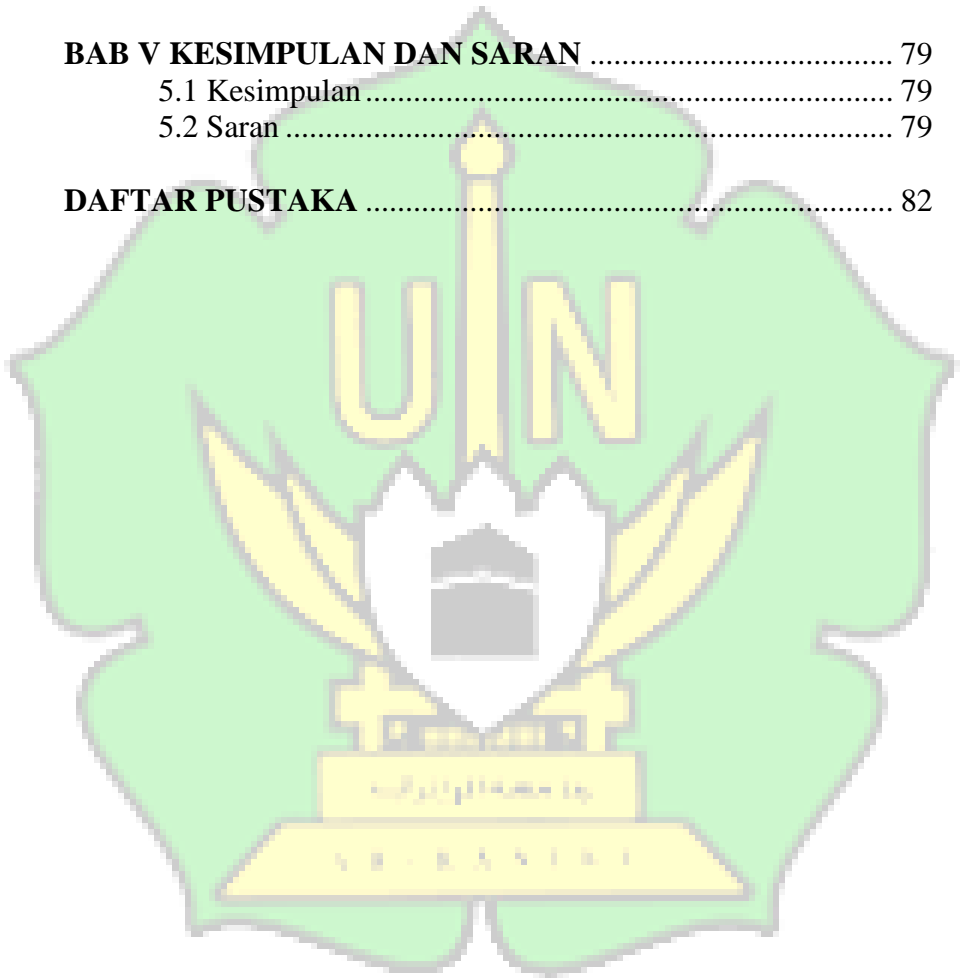 BAB V KESIMPULAN DAN SARAN ................................. 79
5.1 Kesimpulan ........................................................... 79
5.2 Saran .................................................................... 79
DAFTAR PUSTAKA .......................................................... 82
U I N